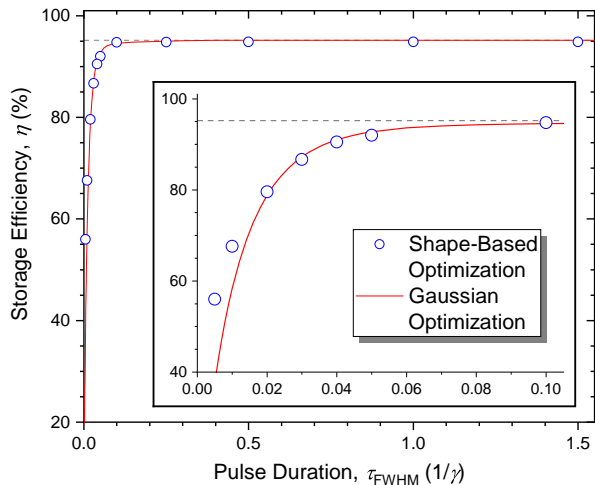 100
80
60
40
20
Storage Efficiency, η (%)
100
80
60
40
0.00 0.02 0.04 0.06 0.08 0.10
Shape-Based
Optimization
Gaussian
Optimization
0.0 0.5 1.0 1.5
Pulse Duration, τFWHM (1/γ)